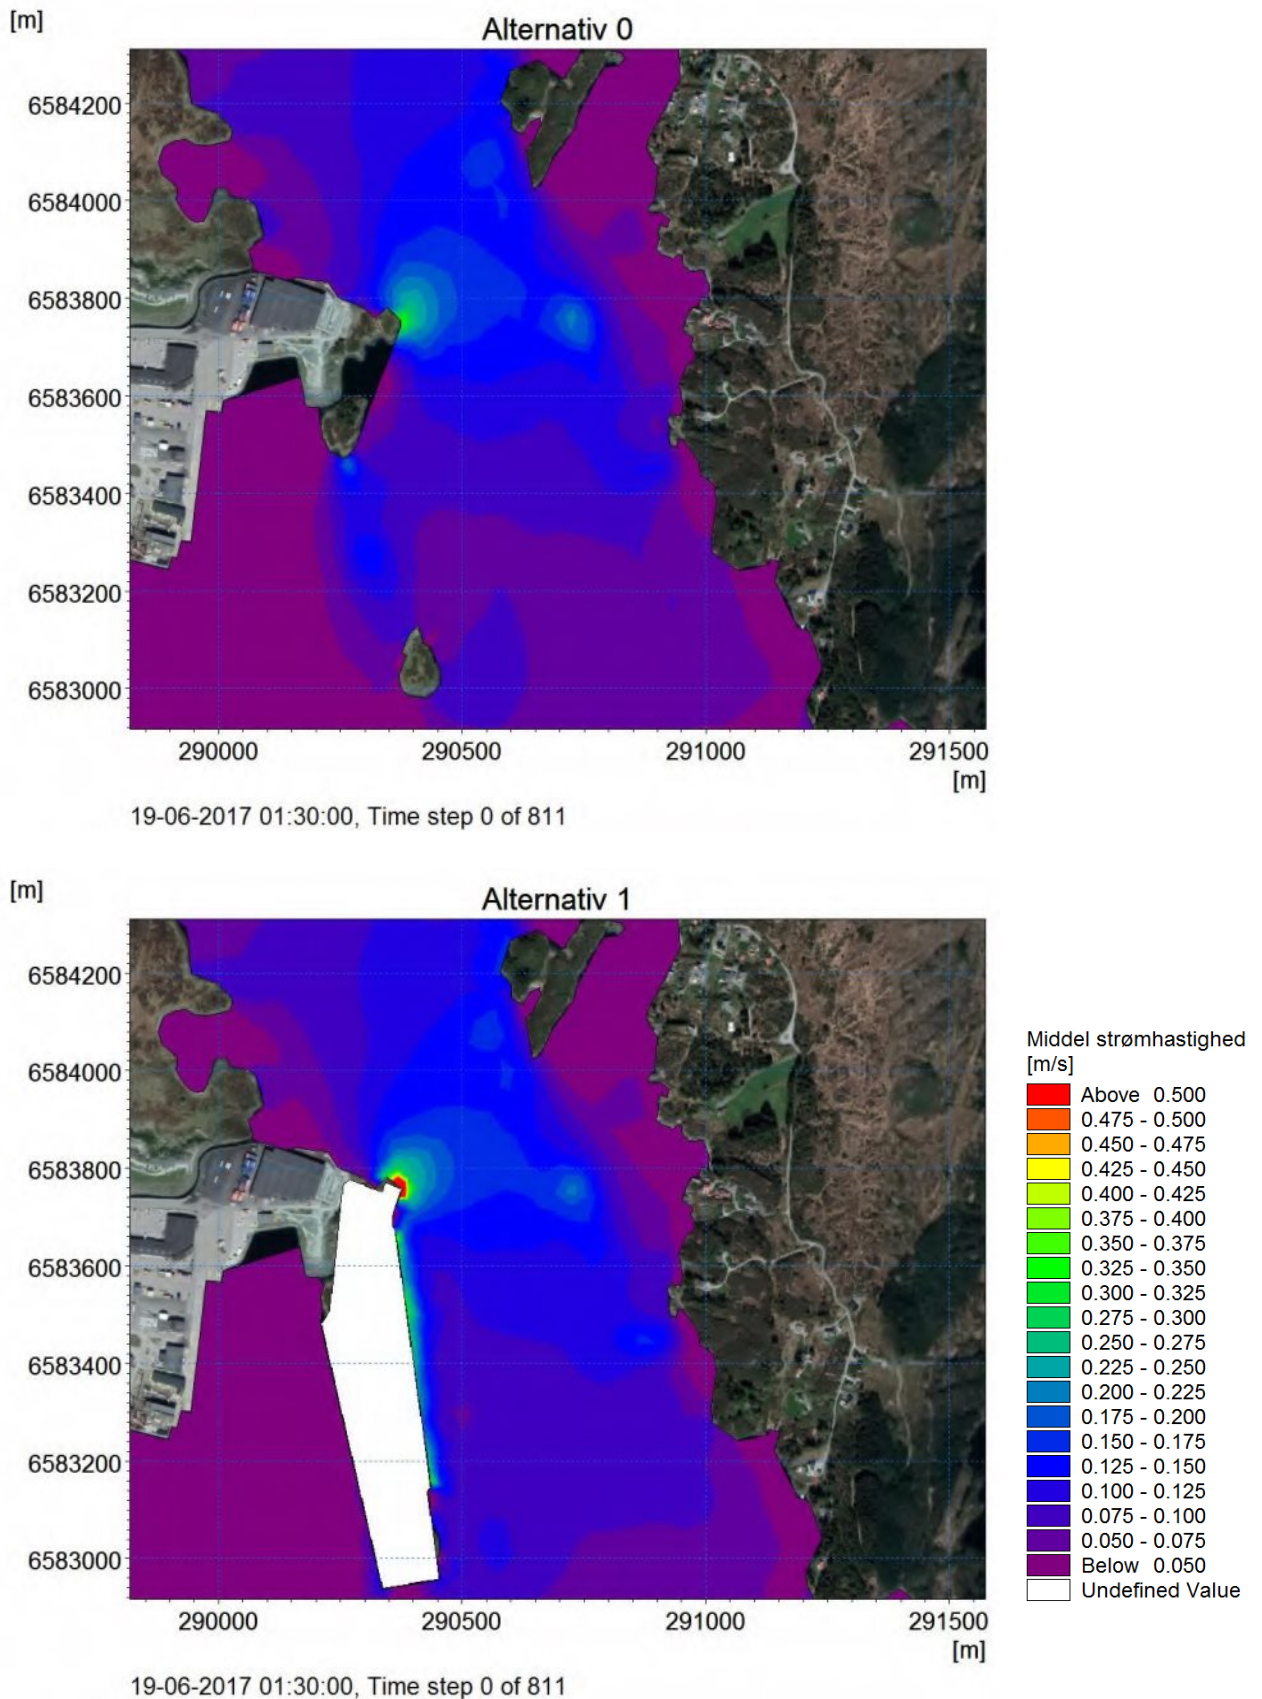 [m]
Alternativ 0
6584200
6584000
6583800
6583600
6583400
6583200
6583000
290000 290500 291000 291500
[m]
19-06-2017 01:30:00, Time step 0 of 811
[m]
Alternativ 1
6584200
6584000
6583800
6583600
6583400
6583200
6583000
290000 290500 291000 291500
[m]
19-06-2017 01:30:00, Time step 0 of 811
Middel strømhastighed
[m/s]
Above 0.500
0.475 - 0.500
0.450 - 0.475
0.425 - 0.450
0.400 - 0.425
0.375 - 0.400
0.350 - 0.375
0.325 - 0.350
0.300 - 0.325
0.275 - 0.300
0.250 - 0.275
0.225 - 0.250
0.200 - 0.225
0.175 - 0.200
0.150 - 0.175
0.125 - 0.150
0.100 - 0.125
0.075 - 0.100
0.050 - 0.075
Below 0.050
Undefined Value